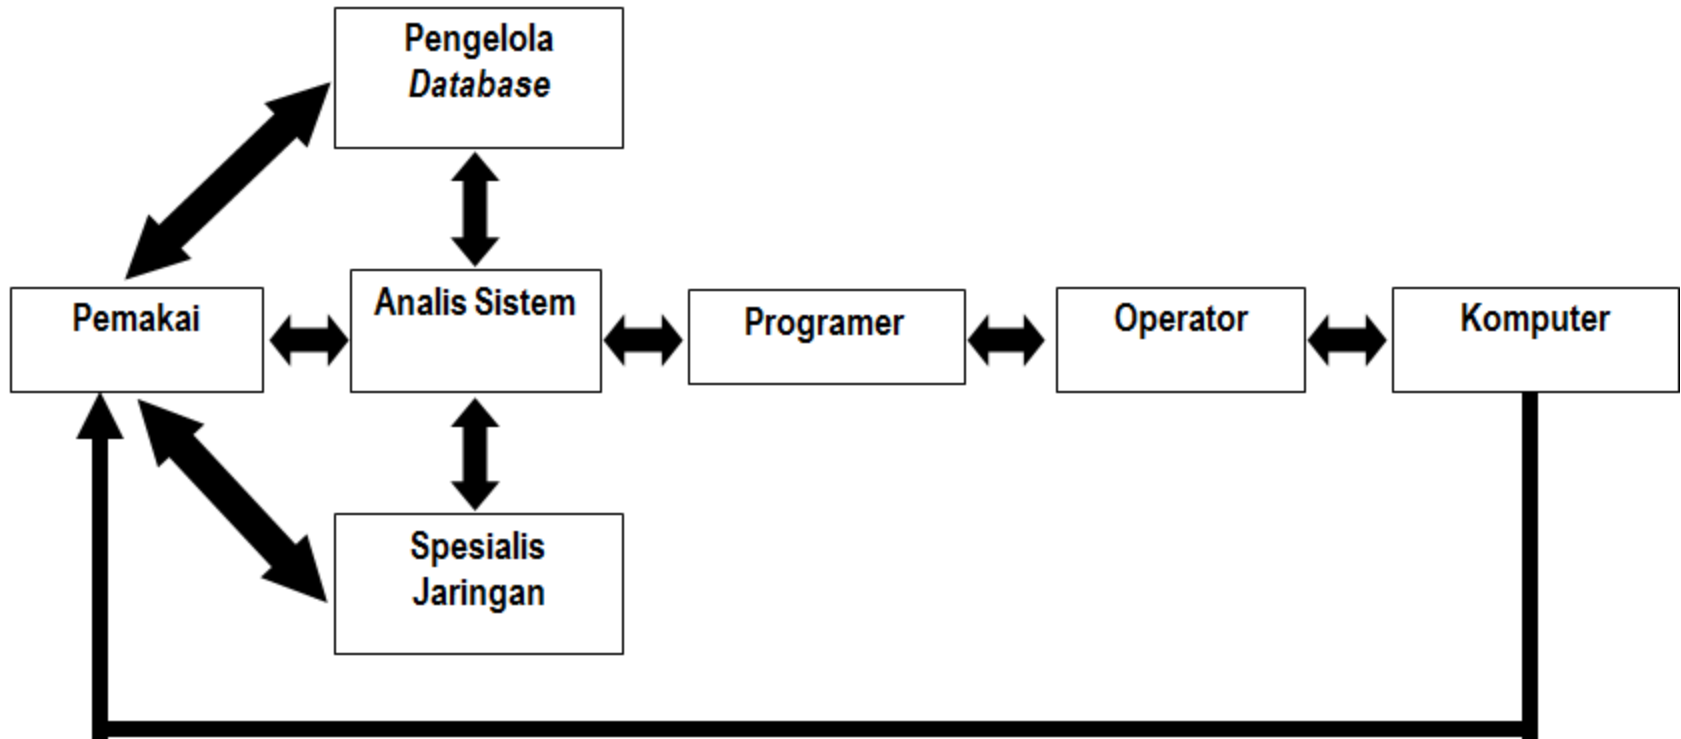 Pengelola
Database
Pemakai
Analis Sistem
Programer
Operator
Komputer
Spesialis
Jaringan